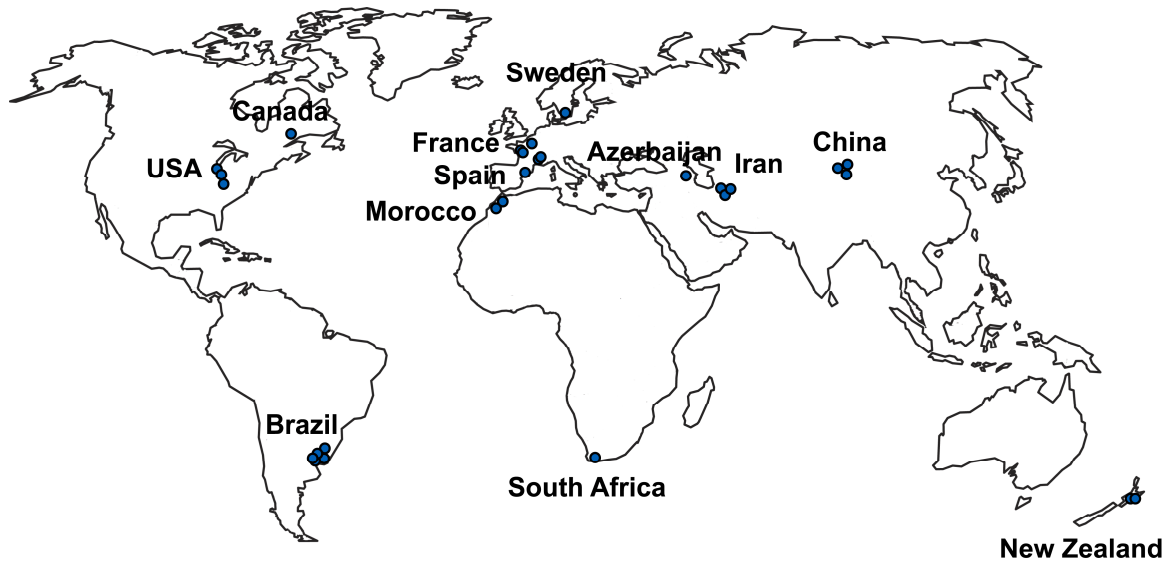 Sweden
Canada
France
Azerbaijan
China
USA
Spain
Iran
Morocco
Brazil
South Africa
New Zealand